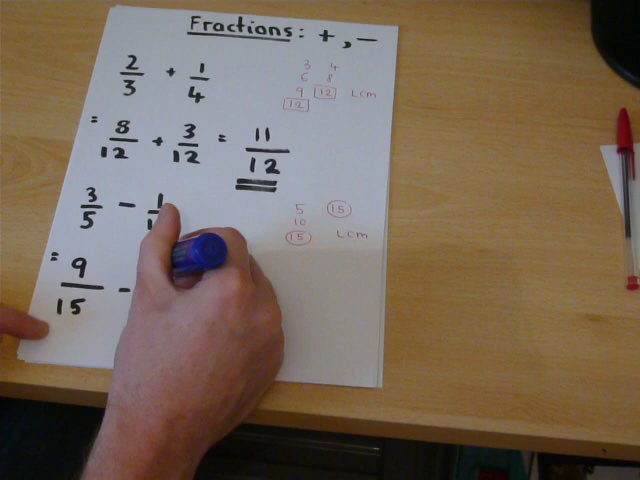 Fractions: +, −
2/3 + 1/4
= 8/12 + 3/12 = 11/12
3 4
6 8
9 12 LCM
12
3/5 − 1/
= 9/15 −
5 15
10
15 LCM